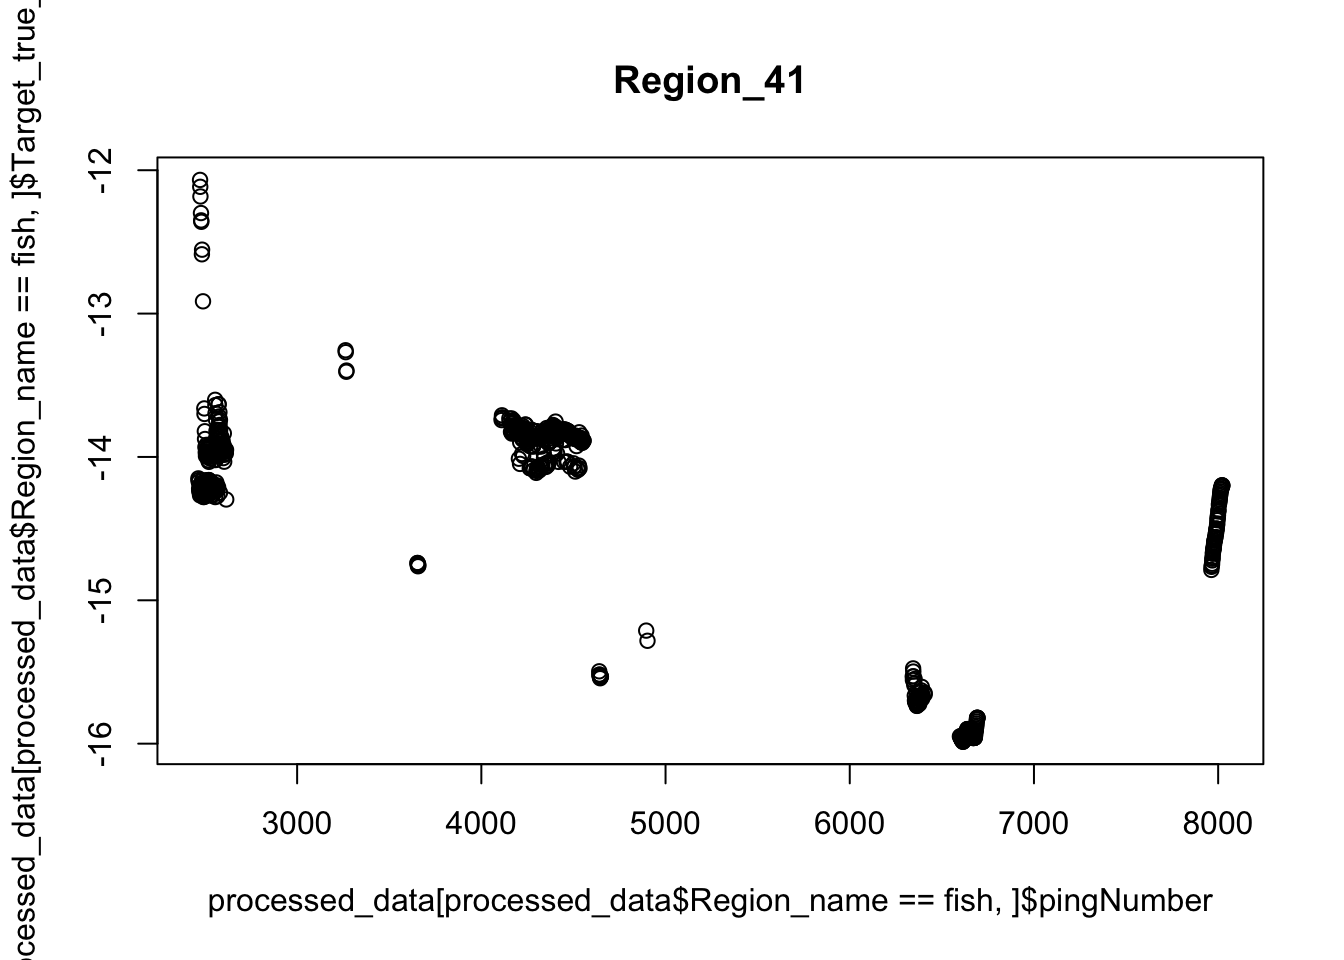 Region_41
cessed_data[processed_data$Region_name == fish, ]$Target_true_
-12
-13
-14
-15
-16
3000 4000 5000 6000 7000 8000
processed_data[processed_data$Region_name == fish, ]$pingNumber